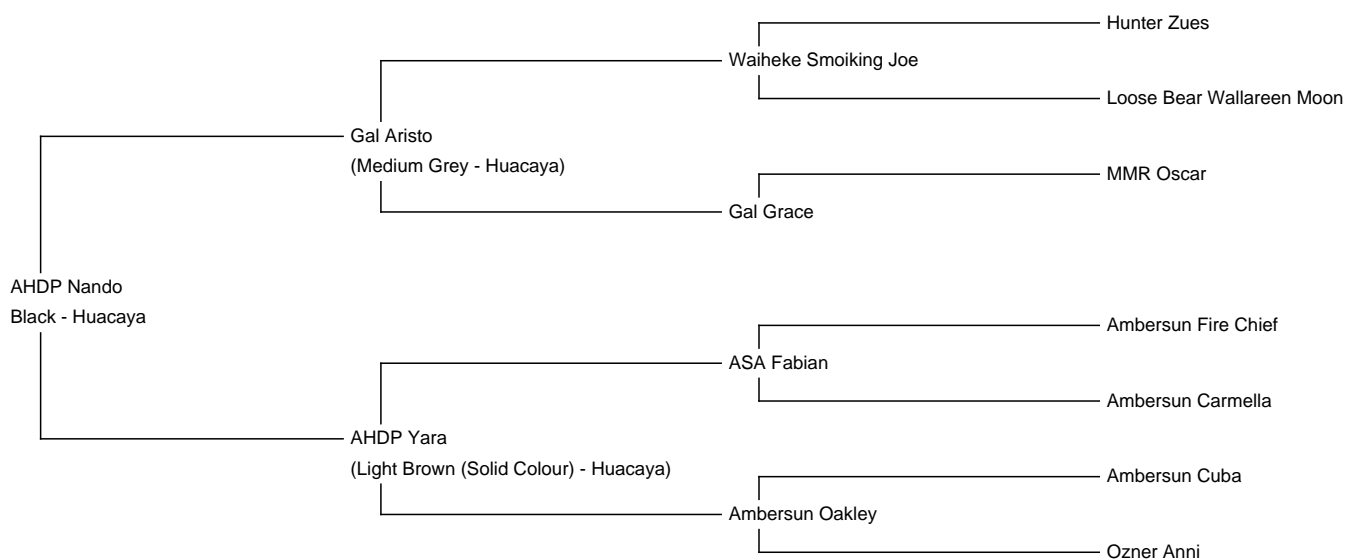 Hunter Zues
Waiheke Smoiking Joe
Loose Bear Wallareen Moon
Gal Aristo
(Medium Grey - Huacaya)
MMR Oscar
Gal Grace
AHDP Nando
Black - Huacaya
Ambersun Fire Chief
ASA Fabian
Ambersun Carmella
AHDP Yara
(Light Brown (Solid Colour) - Huacaya)
Ambersun Cuba
Ambersun Oakley
Ozner Anni